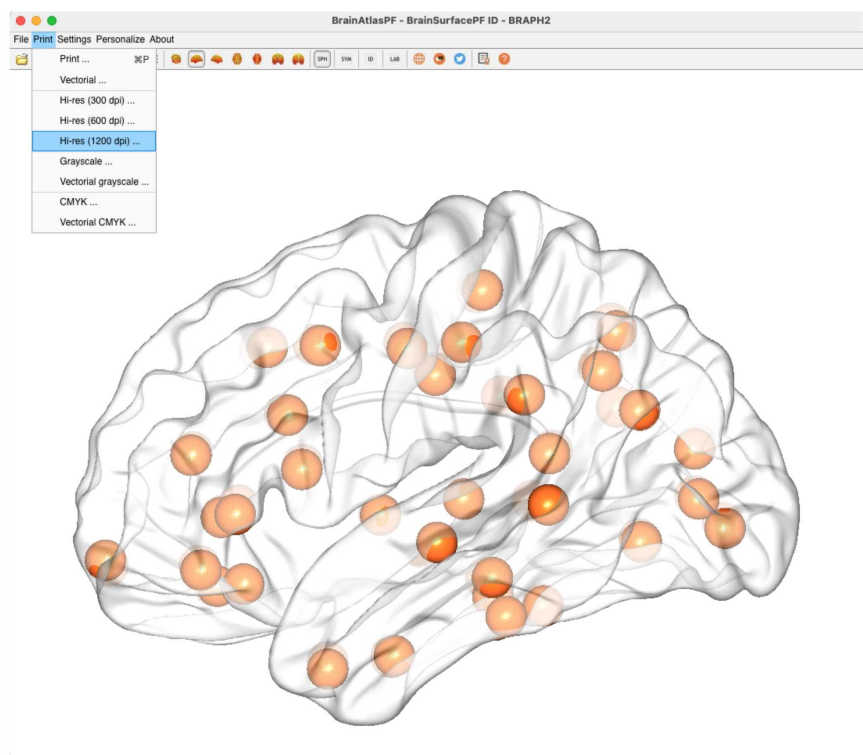 BrainAtlasPF - BrainSurfacePF ID - BRAPH2
File Print Settings Personalize About
SPH SYM ID LAB
Print ... ⌘P
Vectorial ...
Hi-res (300 dpi) ...
Hi-res (600 dpi) ...
Hi-res (1200 dpi) ...
Grayscale ...
Vectorial grayscale ...
CMYK ...
Vectorial CMYK ...